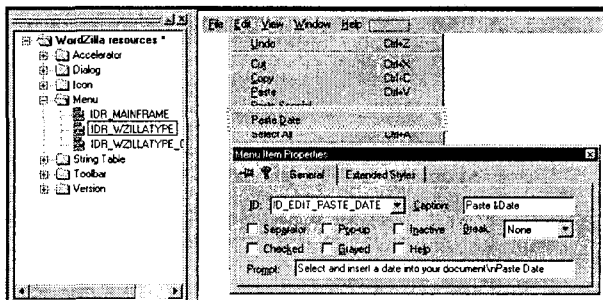 WordZilla resources *
Accelerator
Dialog
Icon
Menu
IDR_MAINFRAME
IDR_WZILLATYPE
IDR_WZILLATYPE_
String Table
Toolbar
Version
File Edit View Window Help
Undo Ctrl+Z
Cut Ctrl+X
Copy Ctrl+C
Paste Ctrl+V
Paste Special
Paste Date
Select All Ctrl+A
Menu Item Properties
General Extended Styles
ID: ID_EDIT_PASTE_DATE Caption: Paste &Date
Separator Pop-up Inactive Break: None
Checked Grayed Help
Prompt: Select and insert a date into your document\nPaste Date